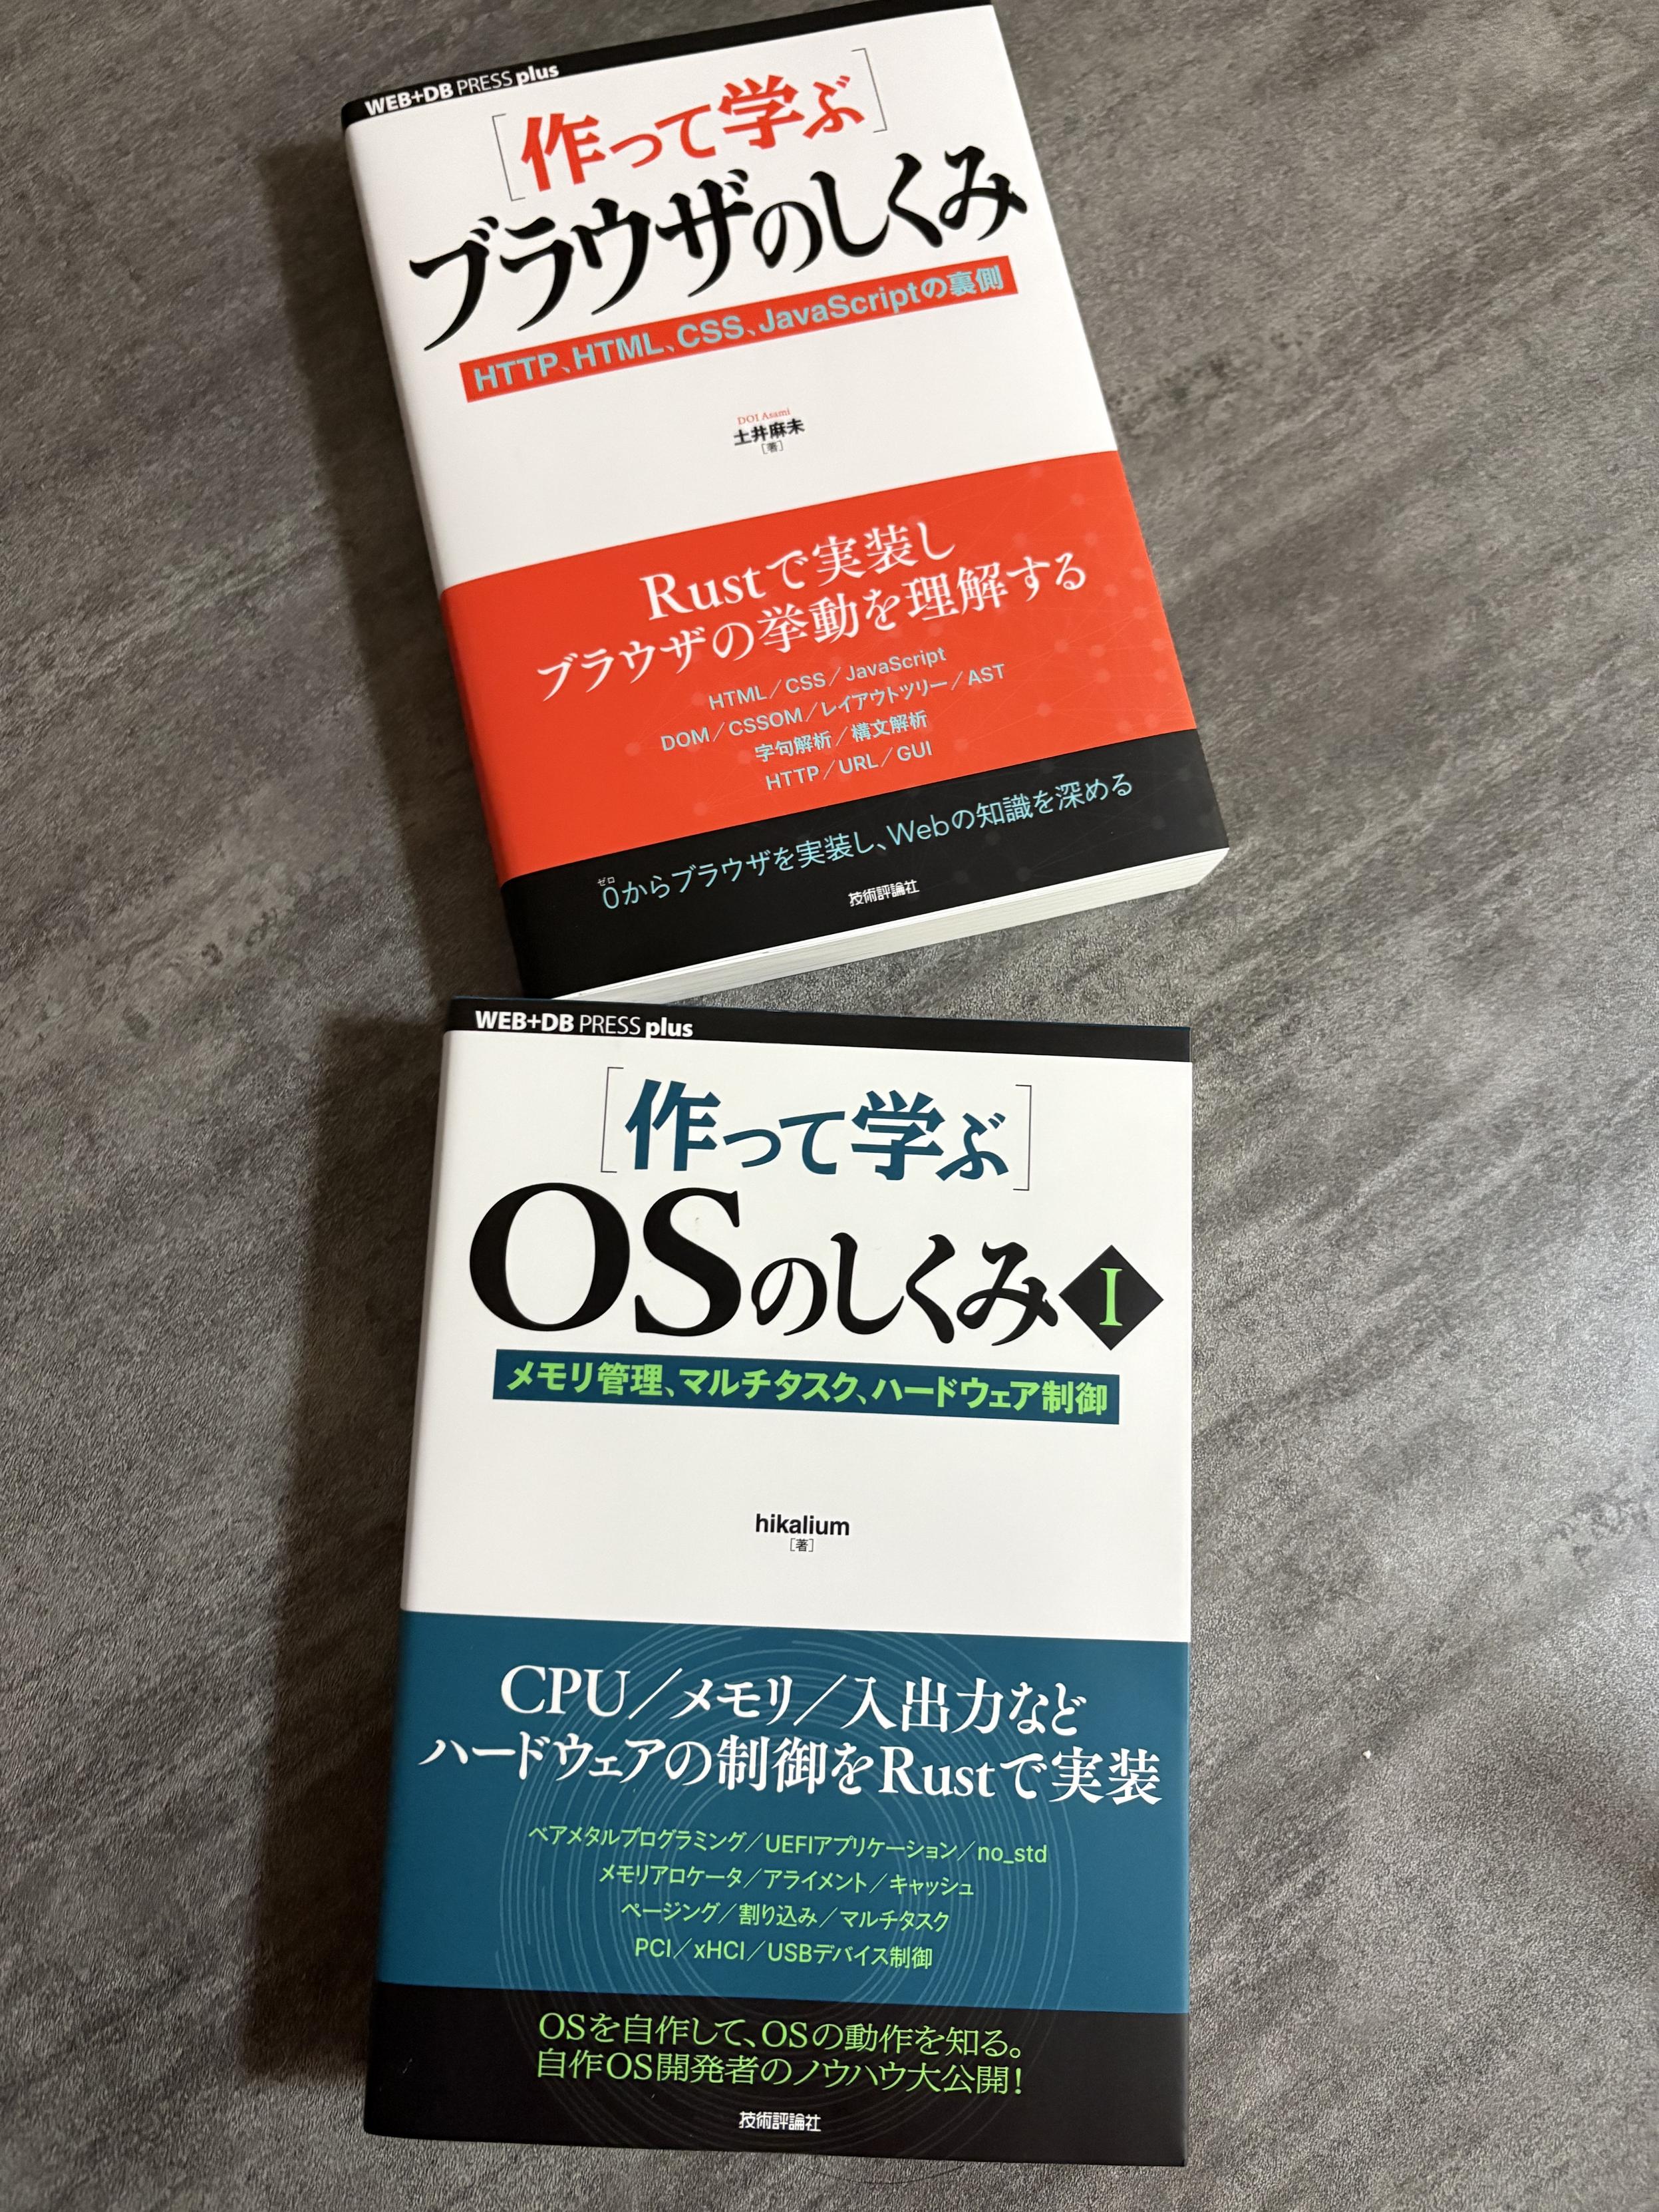 WEB+DB PRESS plus
[作って学ぶ]
ブラウザのしくみ
HTTP、HTML、CSS、JavaScriptの裏側
DOI Asami
土井麻未
[著]
Rustで実装し
ブラウザの挙動を理解する
HTML／CSS／JavaScript
DOM／CSSOM／レイアウトツリー／AST
字句解析／構文解析
HTTP／URL／GUI
ゼロ
0からブラウザを実装し、Webの知識を深める
技術評論社
WEB+DB PRESS plus
[作って学ぶ]
OSのしくみ I
メモリ管理、マルチタスク、ハードウェア制御
hikalium
[著]
CPU／メモリ／入出力など
ハードウェアの制御をRustで実装
ベアメタルプログラミング／UEFIアプリケーション／no_std
メモリアロケータ／アライメント／キャッシュ
ページング／割り込み／マルチタスク
PCI／xHCI／USBデバイス制御
OSを自作して、OSの動作を知る。
自作OS開発者のノウハウ大公開！
技術評論社